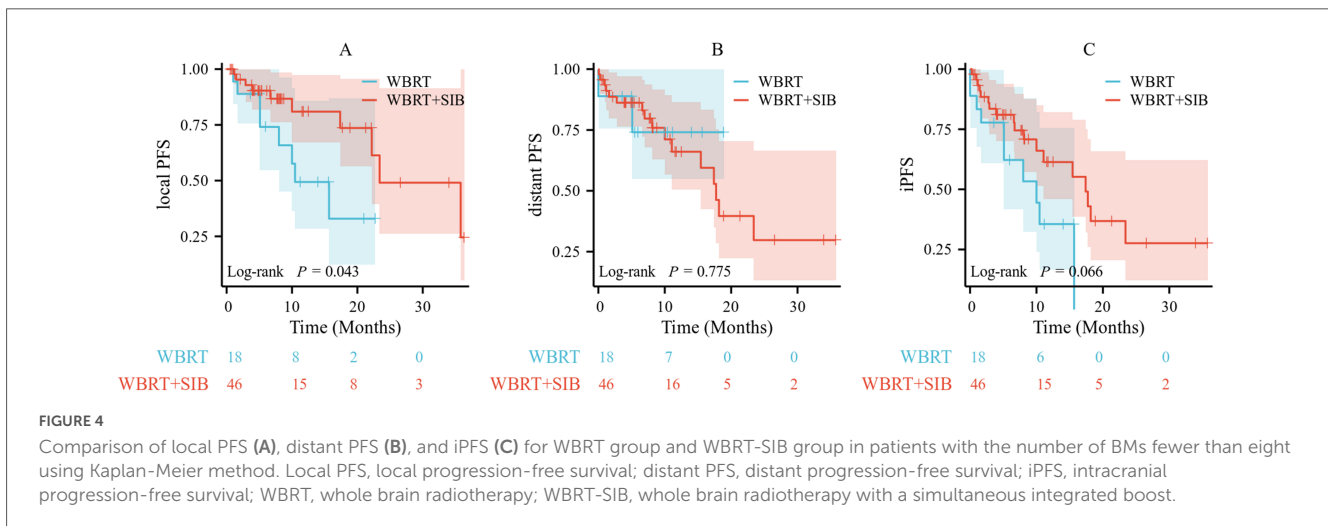 A
1.00
0.75
0.50
0.25
local PFS
WBRT
WBRT+SIB
Log-rank P = 0.043
0 10 20 30
Time (Months)
WBRT 18 8 2 0
WBRT+SIB 46 15 8 3
B
1.00
0.75
0.50
0.25
distant PFS
WBRT
WBRT+SIB
Log-rank P = 0.775
0 10 20 30
Time (Months)
WBRT 18 7 0 0
WBRT+SIB 46 16 5 2
C
1.00
0.75
0.50
0.25
iPFS
WBRT
WBRT+SIB
Log-rank P = 0.066
0 10 20 30
Time (Months)
WBRT 18 6 0 0
WBRT+SIB 46 15 5 2
FIGURE 4
Comparison of local PFS (A), distant PFS (B), and iPFS (C) for WBRT group and WBRT-SIB group in patients with the number of BMs fewer than eight
using Kaplan-Meier method. Local PFS, local progression-free survival; distant PFS, distant progression-free survival; iPFS, intracranial
progression-free survival; WBRT, whole brain radiotherapy; WBRT-SIB, whole brain radiotherapy with a simultaneous integrated boost.